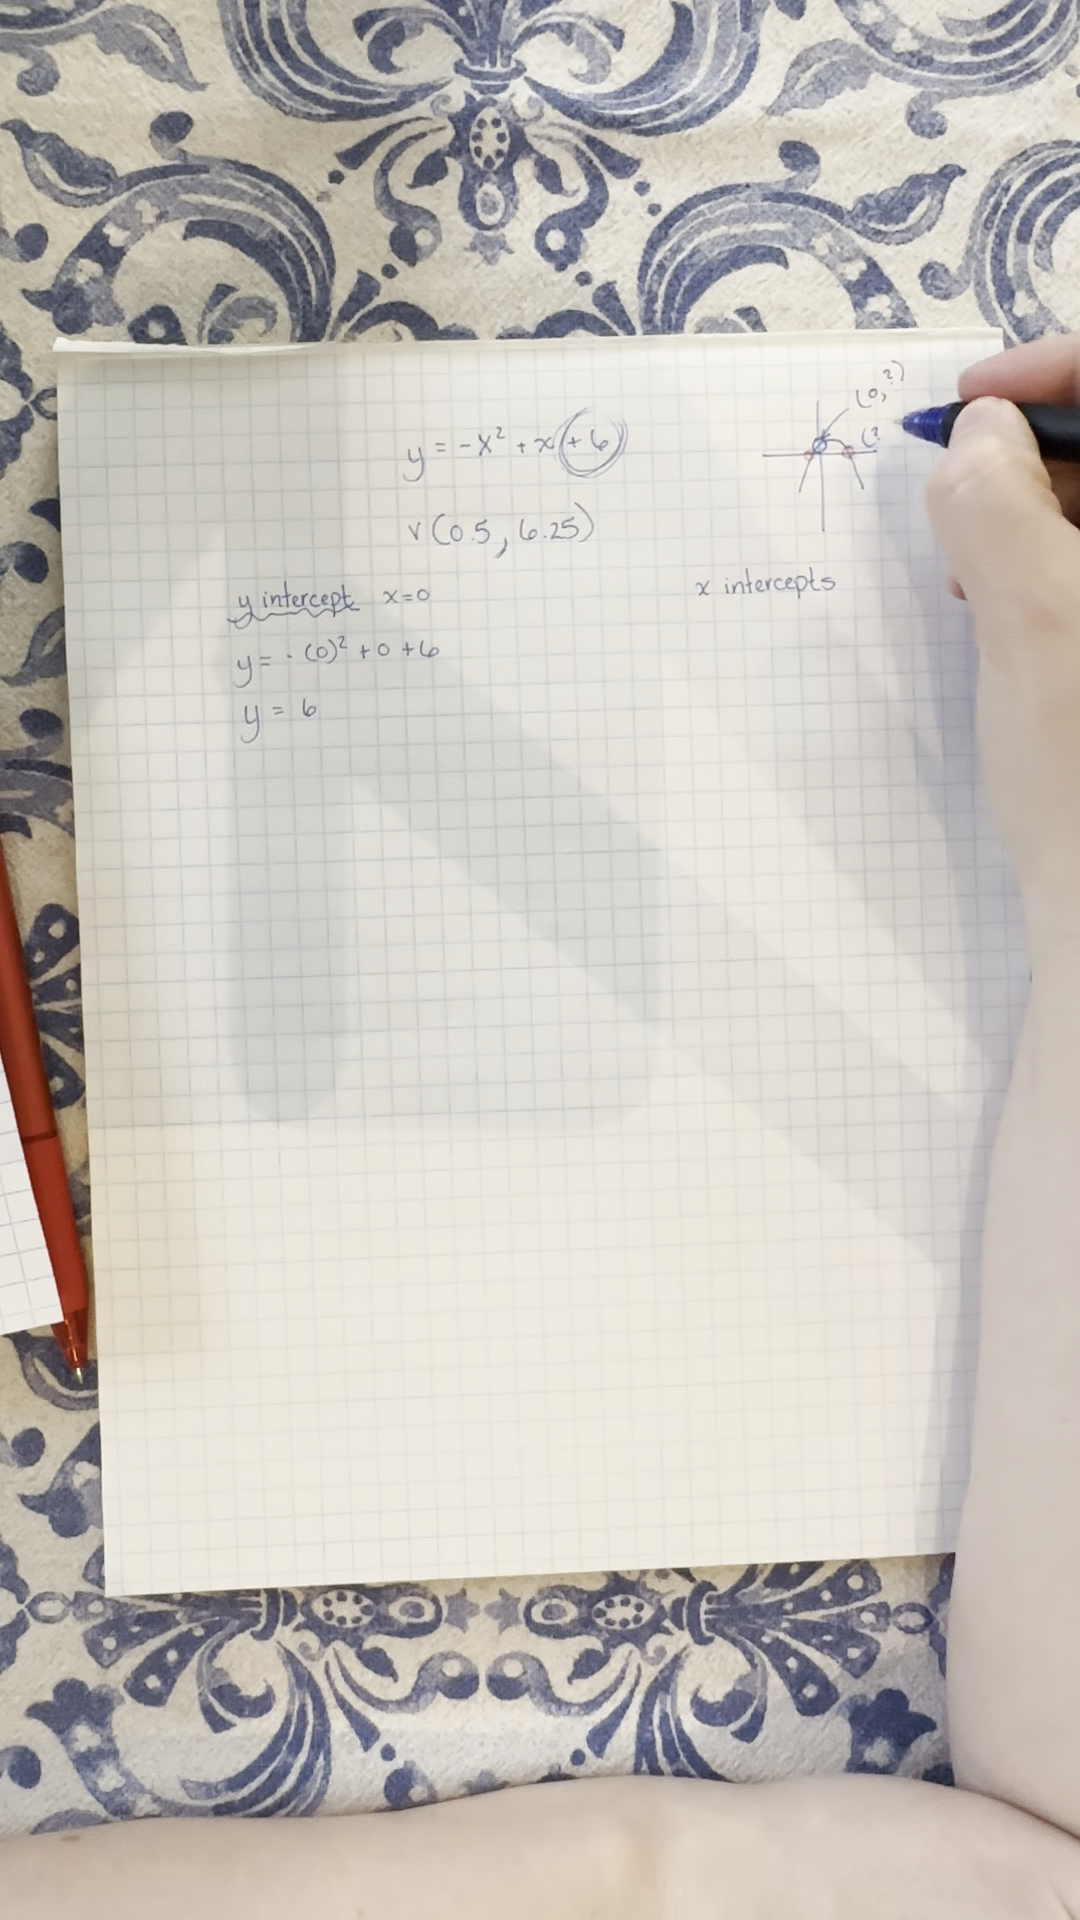 (0, ?)
(?
y = -x² + x + 6
v(0.5, 6.25)
y intercept x=0
y = - (0)² + 0 + 6
y = 6
x intercepts